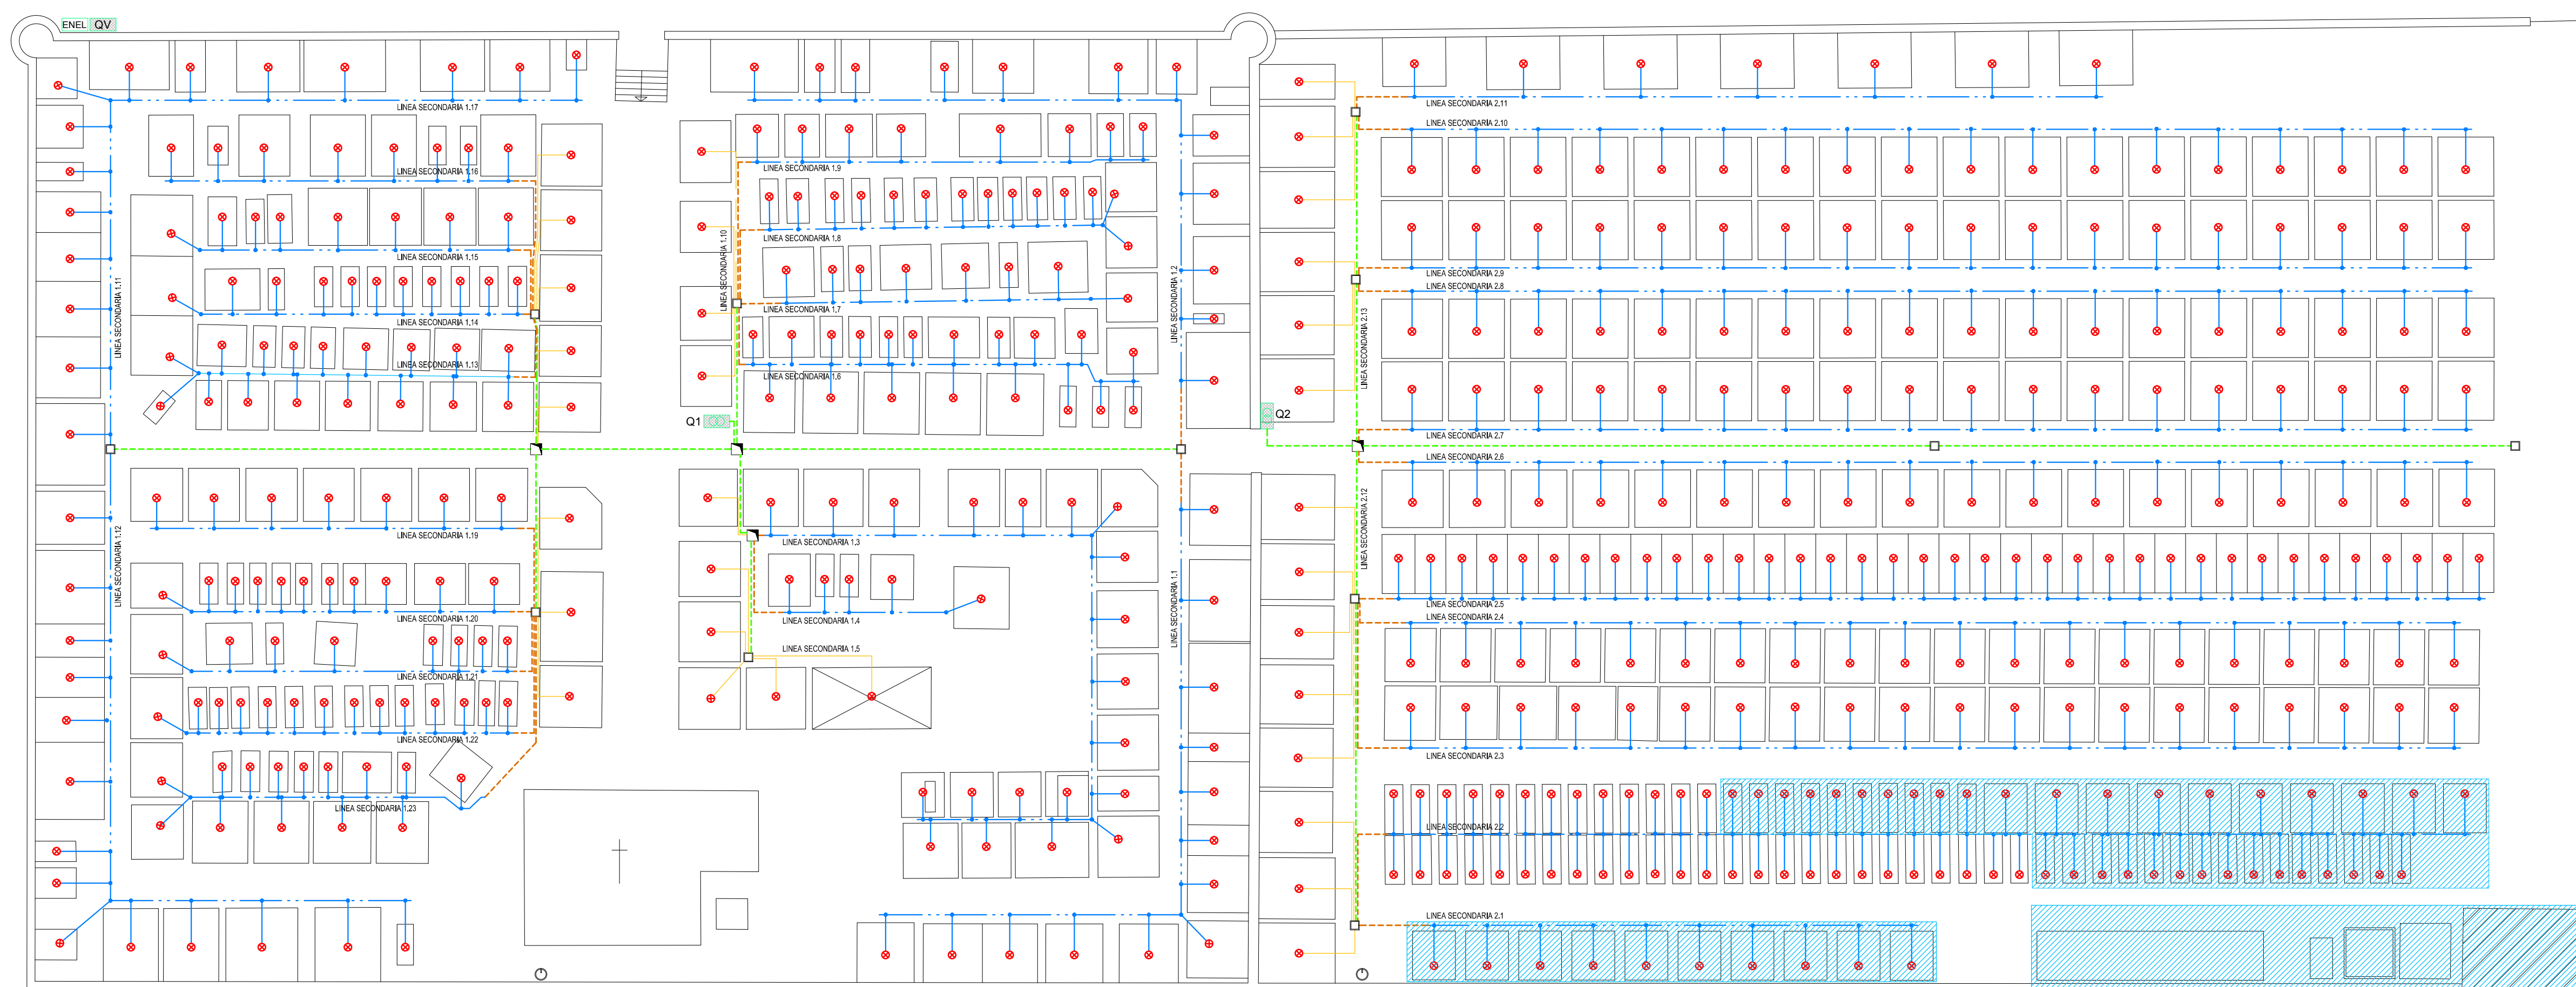 ENEL QV
LINEA SECONDARIA 1.17
LINEA SECONDARIA 1.16
LINEA SECONDARIA 1.15
LINEA SECONDARIA 1.14
LINEA SECONDARIA 1.13
LINEA SECONDARIA 1.11
LINEA SECONDARIA 1.12
LINEA SECONDARIA 1.19
LINEA SECONDARIA 1.20
LINEA SECONDARIA 1.21
LINEA SECONDARIA 1.22
LINEA SECONDARIA 1.23
LINEA SECONDARIA 1.9
LINEA SECONDARIA 1.8
LINEA SECONDARIA 1.10
LINEA SECONDARIA 1.7
LINEA SECONDARIA 1.6
Q1
LINEA SECONDARIA 1.2
LINEA SECONDARIA 1.3
LINEA SECONDARIA 1.4
LINEA SECONDARIA 1.5
LINEA SECONDARIA 1.1
Q2
LINEA SECONDARIA 2.11
LINEA SECONDARIA 2.10
LINEA SECONDARIA 2.9
LINEA SECONDARIA 2.8
LINEA SECONDARIA 2.13
LINEA SECONDARIA 2.7
LINEA SECONDARIA 2.6
LINEA SECONDARIA 2.12
LINEA SECONDARIA 2.5
LINEA SECONDARIA 2.4
LINEA SECONDARIA 2.3
LINEA SECONDARIA 2.2
LINEA SECONDARIA 2.1